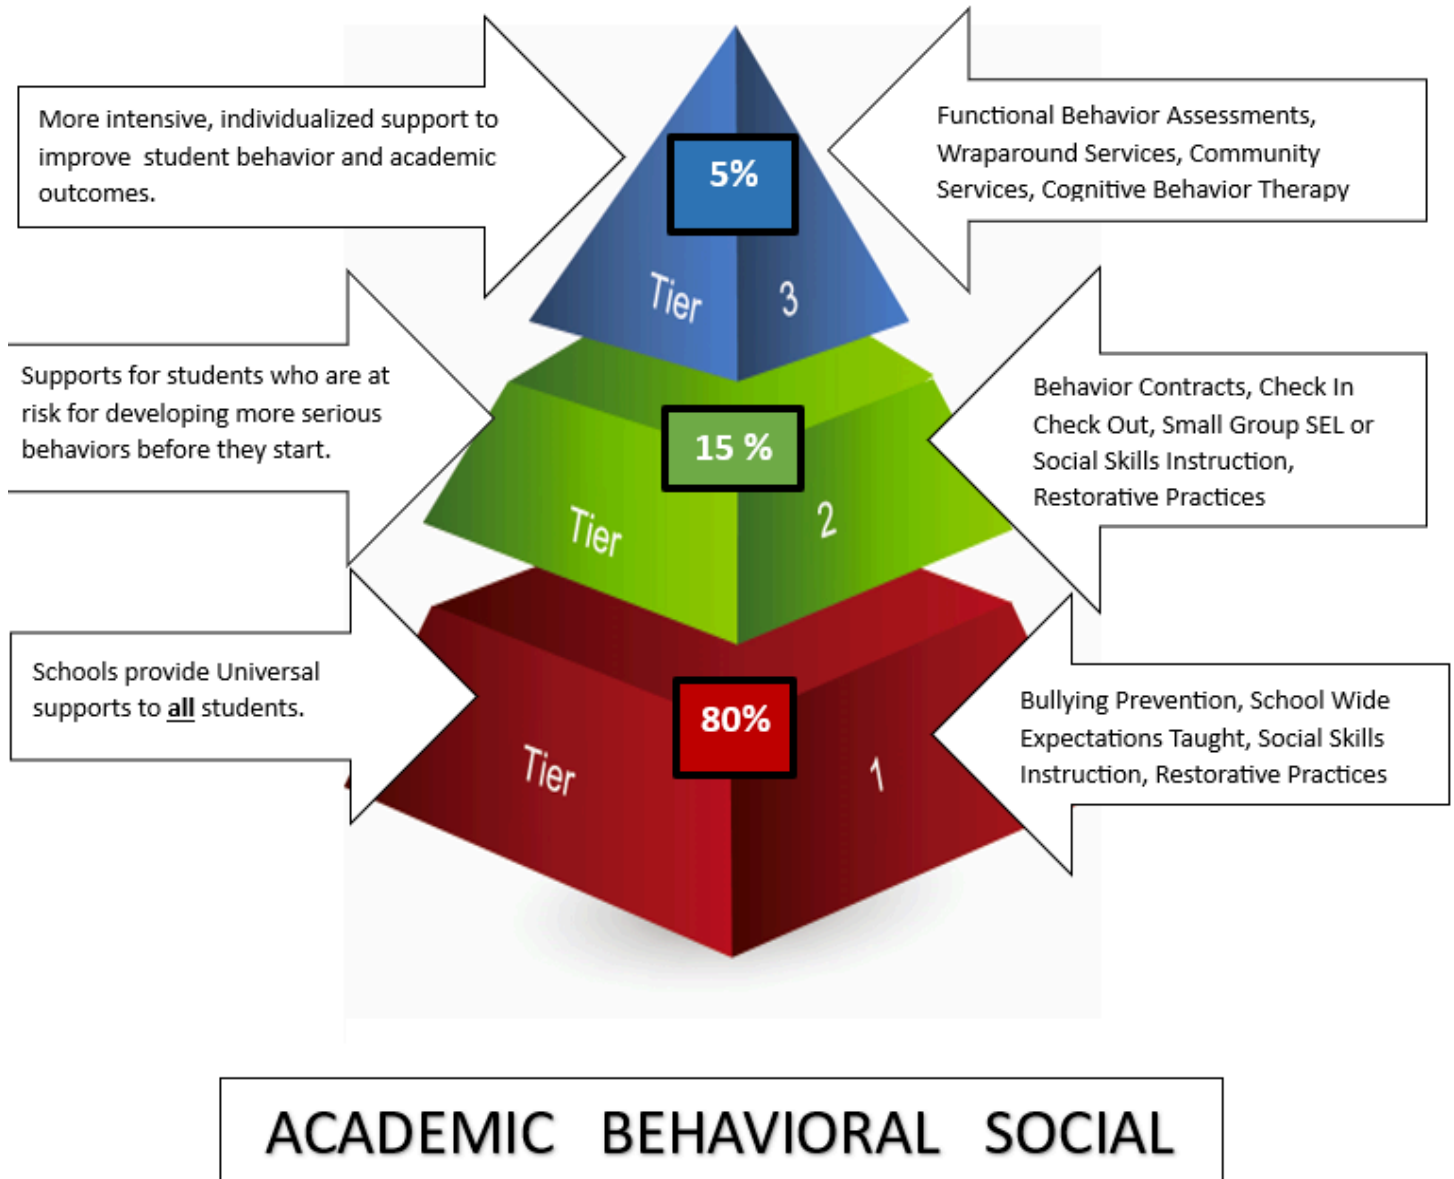 More intensive, individualized support to
improve student behavior and academic
outcomes.
5%
Functional Behavior Assessments,
Wraparound Services, Community
Services, Cognitive Behavior Therapy
Tier 3
Supports for students who are at
risk for developing more serious
behaviors before they start.
15 %
Behavior Contracts, Check In
Check Out, Small Group SEL or
Social Skills Instruction,
Restorative Practices
Tier 2
Schools provide Universal
supports to all students.
80%
Bullying Prevention, School Wide
Expectations Taught, Social Skills
Instruction, Restorative Practices
Tier 1
ACADEMIC BEHAVIORAL SOCIAL